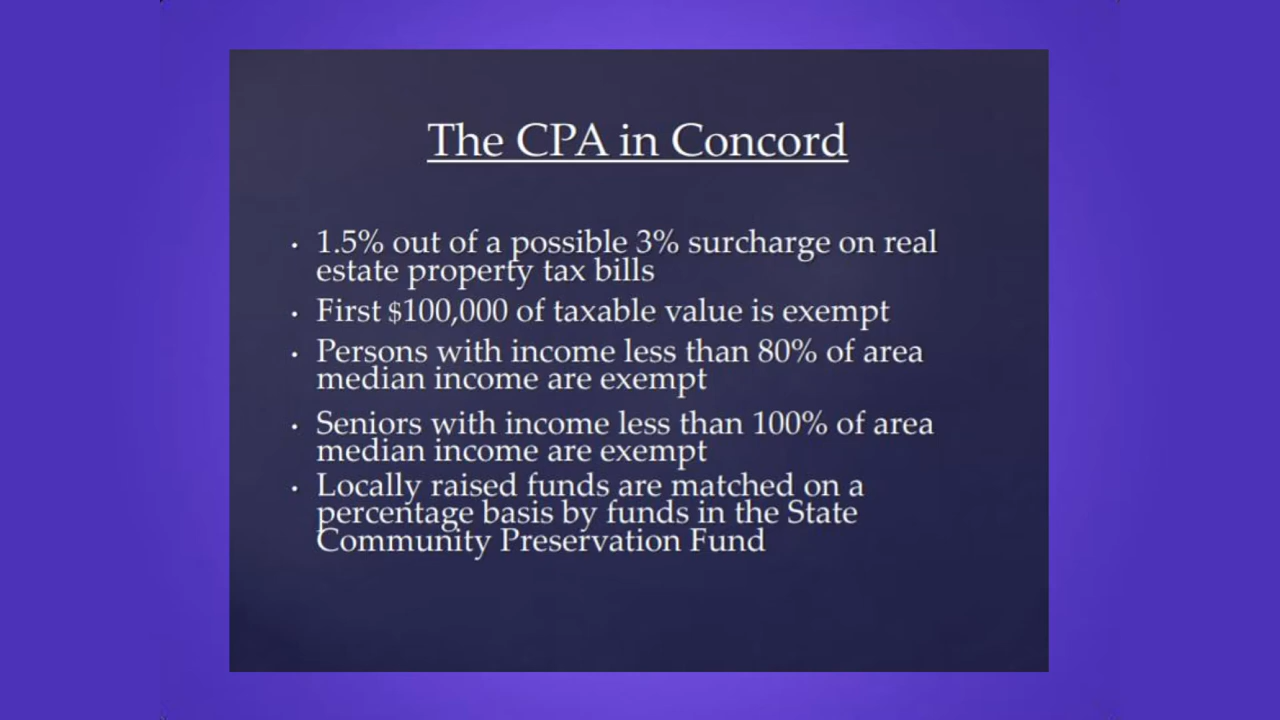 The CPA in Concord
• 1.5% out of a possible 3% surcharge on real
estate property tax bills
• First $100,000 of taxable value is exempt
• Persons with income less than 80% of area
median income are exempt
• Seniors with income less than 100% of area
median income are exempt
• Locally raised funds are matched on a
percentage basis by funds in the State
Community Preservation Fund